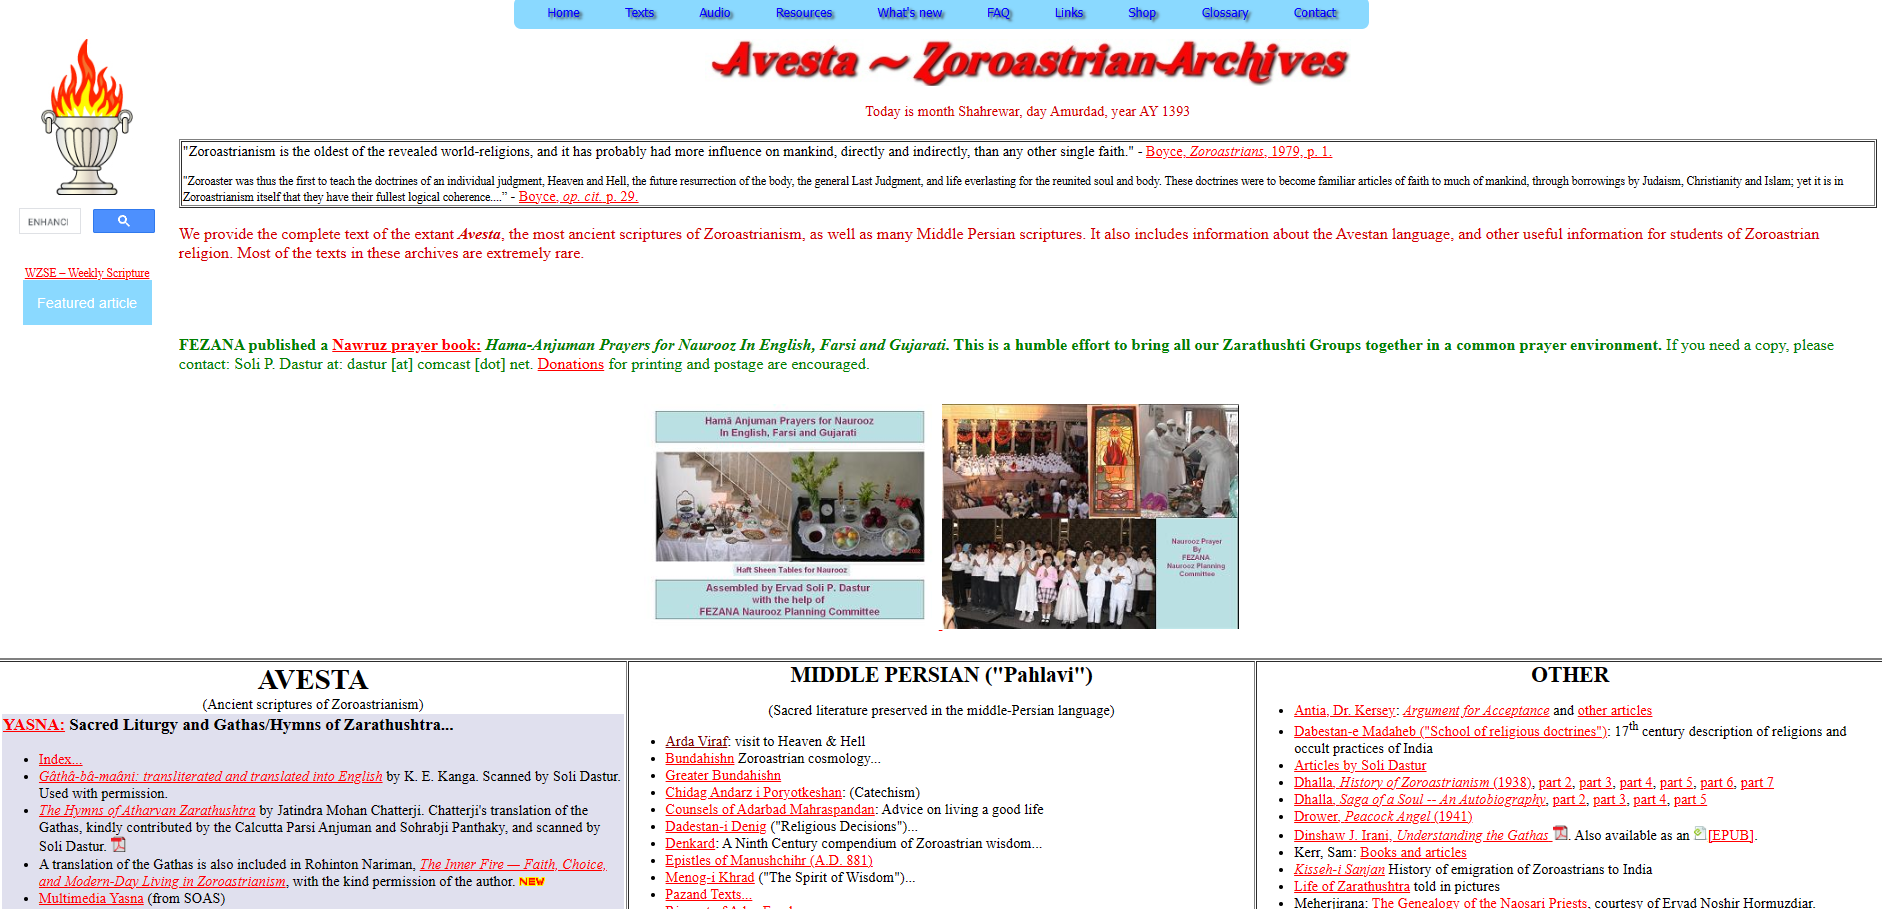 Home Texts Audio Resources What's new FAQ Links Shop Glossary Contact
Avesta ~ Zoroastrian Archives
Today is month Shahrewar, day Amurdad, year AY 1393
"Zoroastrianism is the oldest of the revealed world-religions, and it has probably had more influence on mankind, directly and indirectly, than any other single faith." - Boyce, Zoroastrians, 1979, p. 1.
"Zoroaster was thus the first to teach the doctrines of an individual judgment, Heaven and Hell, the future resurrection of the body, the general Last Judgment, and life everlasting for the reunited soul and body. These doctrines were to become familiar articles of faith to much of mankind, through borrowings by Judaism, Christianity and Islam; yet it is in
Zoroastrianism itself that they have their fullest logical coherence...." - Boyce, op. cit. p. 29.
ENHANC
WZSE – Weekly Scripture
Featured article
We provide the complete text of the extant Avesta, the most ancient scriptures of Zoroastrianism, as well as many Middle Persian scriptures. It also includes information about the Avestan language, and other useful information for students of Zoroastrian
religion. Most of the texts in these archives are extremely rare.
FEZANA published a Nawruz prayer book: Hama-Anjuman Prayers for Naurooz In English, Farsi and Gujarati. This is a humble effort to bring all our Zarathushti Groups together in a common prayer environment. If you need a copy, please
contact: Soli P. Dastur at: dastur [at] comcast [dot] net. Donations for printing and postage are encouraged.
Hamâ Anjuman Prayers for Naurooz
In English, Farsi and Gujarati
Haft Sheen Tables for Naurooz
Assembled by Ervad Soli P. Dastur
with the help of
FEZANA Naurooz Planning Committee
Naurooz Prayer
By
FEZANA
Naurooz Planning
Committee
AVESTA
(Ancient scriptures of Zoroastrianism)
YASNA: Sacred Liturgy and Gathas/Hymns of Zarathushtra...
Index...
Gâthâ-bâ-maâni: transliterated and translated into English by K. E. Kanga. Scanned by Soli Dastur.
Used with permission.
The Hymns of Atharvan Zarathushtra by Jatindra Mohan Chatterji. Chatterji's translation of the
Gathas, kindly contributed by the Calcutta Parsi Anjuman and Sohrabji Panthaky, and scanned by
Soli Dastur.
A translation of the Gathas is also included in Rohinton Nariman, The Inner Fire — Faith, Choice,
and Modern-Day Living in Zoroastrianism, with the kind permission of the author. NEW
Multimedia Yasna (from SOAS)
MIDDLE PERSIAN ("Pahlavi")
(Sacred literature preserved in the middle-Persian language)
Arda Viraf: visit to Heaven & Hell
Bundahishn Zoroastrian cosmology...
Greater Bundahishn
Chidag Andarz i Poryotkeshan: (Catechism)
Counsels of Adarbad Mahraspandan: Advice on living a good life
Dadestan-i Denig ("Religious Decisions")...
Denkard: A Ninth Century compendium of Zoroastrian wisdom...
Epistles of Manushchihr (A.D. 881)
Menog-i Khrad ("The Spirit of Wisdom")...
Pazand Texts...
OTHER
Antia, Dr. Kersey: Argument for Acceptance and other articles
Dabestan-e Madaheb ("School of religious doctrines"): 17th century description of religions and
occult practices of India
Articles by Soli Dastur
Dhalla, History of Zoroastrianism (1938), part 2, part 3, part 4, part 5, part 6, part 7
Dhalla, Saga of a Soul -- An Autobiography, part 2, part 3, part 4, part 5
Drower, Peacock Angel (1941)
Dinshaw J. Irani, Understanding the Gathas . Also available as an [EPUB].
Kerr, Sam: Books and articles
Kisseh-i Sanjan History of emigration of Zoroastrians to India
Life of Zarathushtra told in pictures
Meherjirana: The Genealogy of the Naosari Priests, courtesy of Ervad Noshir Hormuzdiar.